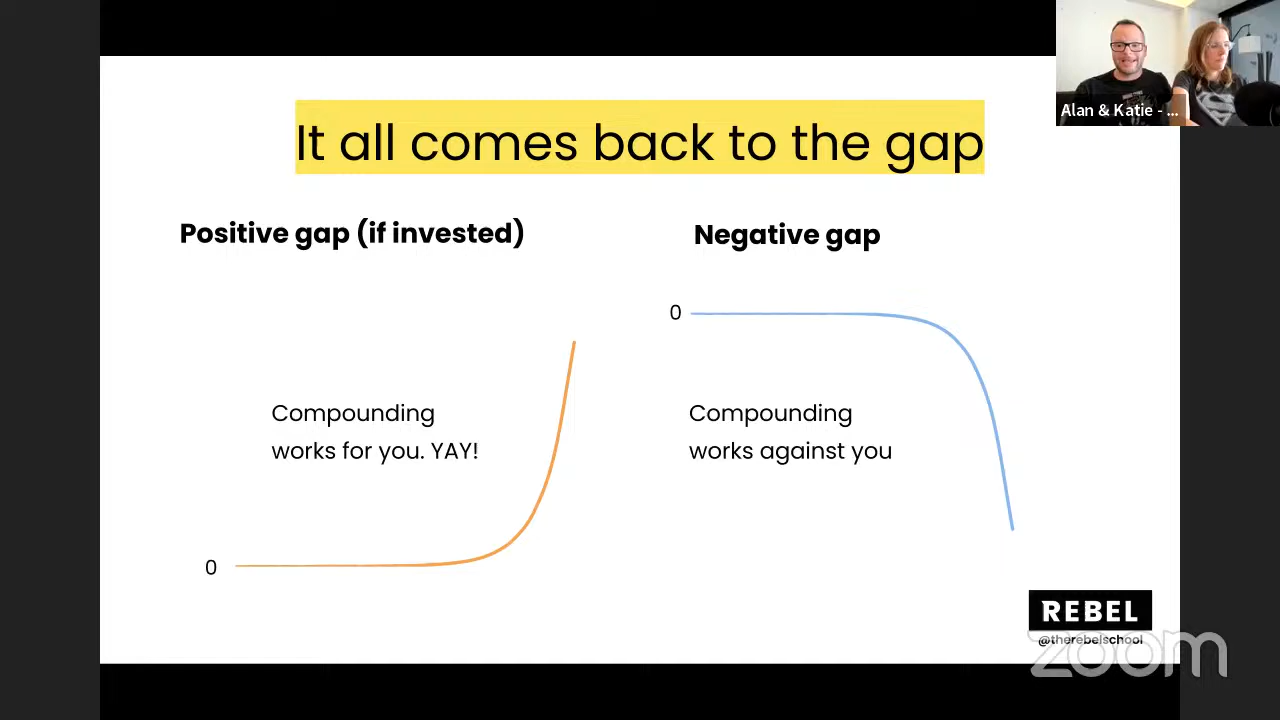 Alan & Katie - ...
It all comes back to the gap
Positive gap (if invested)
Negative gap
0
Compounding
works for you. YAY!
Compounding
works against you
0
REBEL
@therebelschool
zoom